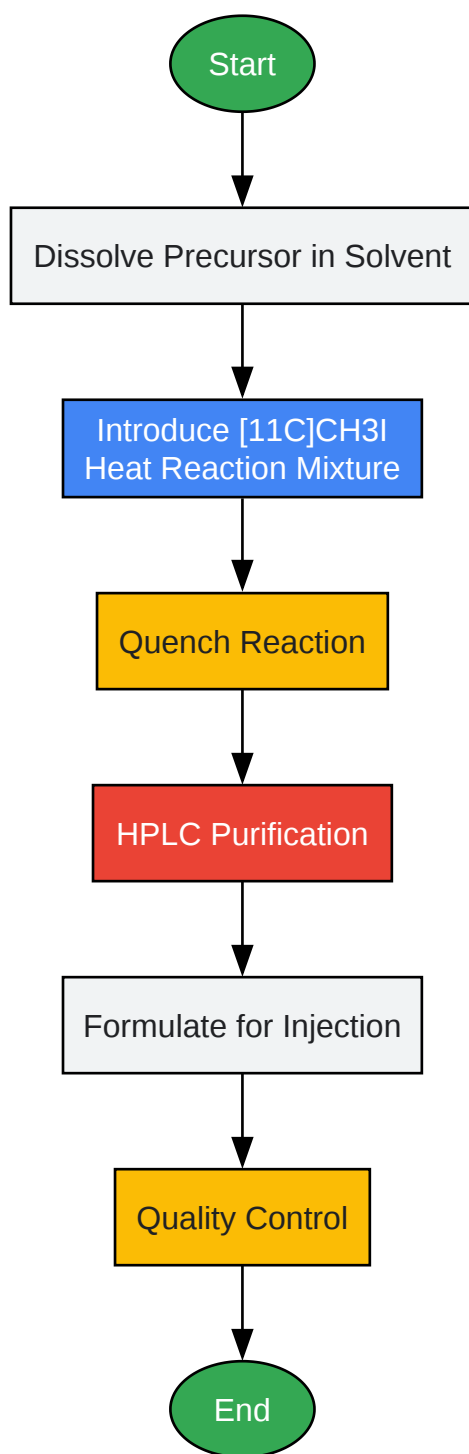 Start
Dissolve Precursor in Solvent
Introduce [11C]CH3I
Heat Reaction Mixture
Quench Reaction
HPLC Purification
Formulate for Injection
Quality Control
End